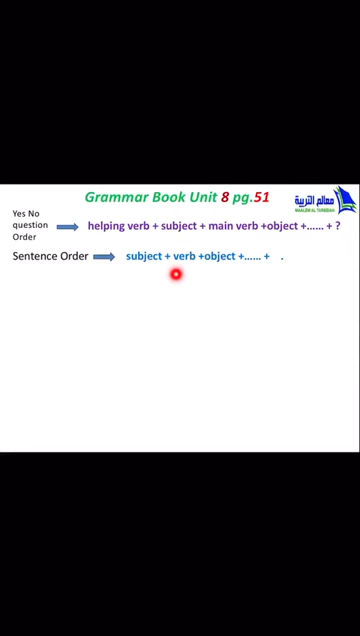 Grammar Book Unit 8 pg.51
معالم التربية
MAALEM AL TARBEIAH
Yes No
question
Order
helping verb + subject + main verb +object +...... + ?
Sentence Order
subject + verb +object +...... + .